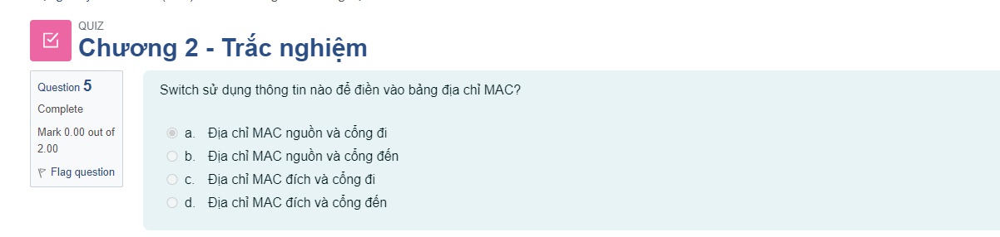 QUIZ
Chương 2 - Trắc nghiệm
Question 5
Complete
Mark 0.00 out of
2.00
Flag question
Switch sử dụng thông tin nào để điền vào bảng địa chỉ MAC?
a. Địa chỉ MAC nguồn và cổng đi
b. Địa chỉ MAC nguồn và cổng đến
c. Địa chỉ MAC đích và cổng đi
d. Địa chỉ MAC đích và cổng đến